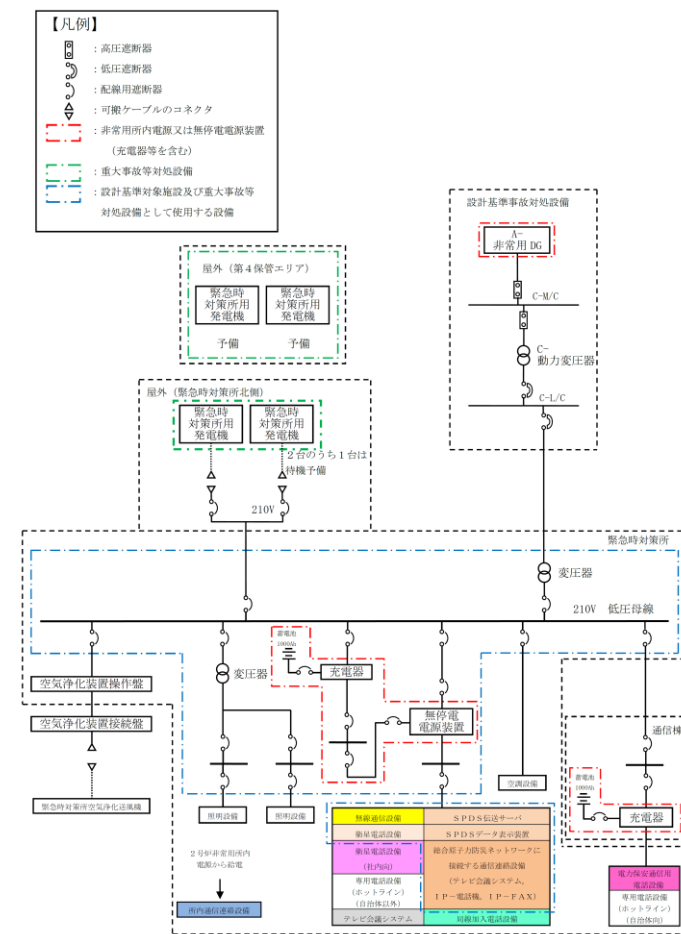 【凡例】
：高圧遮断器
：低圧遮断器
：配線用遮断器
：可搬ケーブルのコネクタ
：非常用所内電源又は無停電電源装置
（充電器等を含む）
：重大事故等対処設備
：設計基準対象施設及び重大事故等
対処設備として使用する設備
設計基準事故対処設備
A-
非常用 DG
C-M/C
C-
動力変圧器
C-L/C
屋外（第４保管エリア）
緊急時
対策所用
発電機
緊急時
対策所用
発電機
予備
予備
屋外（緊急時対策所北側）
緊急時
対策所用
発電機
緊急時
対策所用
発電機
２台のうち１台は
待機予備
210V
緊急時対策所
変圧器
210V 低圧母線
空気浄化装置操作盤
空気浄化装置接続盤
緊急時対策所空気浄化送風機
変圧器
蓄電池
1000Ah
充電器
無停電
電源装置
照明設備
照明設備
空調設備
通信棟
蓄電池
1000Ah
充電器
２号炉非常用所内
電源から給電
所内通信連絡設備
無線通信設備
衛星電話設備
衛星電話設備
（社内向）
専用電話設備
（ホットライン）
（自治体以外）
テレビ会議システム
ＳＰＤＳ伝送サーバ
ＳＰＤＳデータ表示装置
総合原子力防災ネットワークに
接続する通信連絡設備
（テレビ会議システム，
ＩＰ－電話機，ＩＰ－FAX）
局線加入電話設備
電力保安通信用
電話設備
専用電話設備
（ホットライン）
（自治体向）